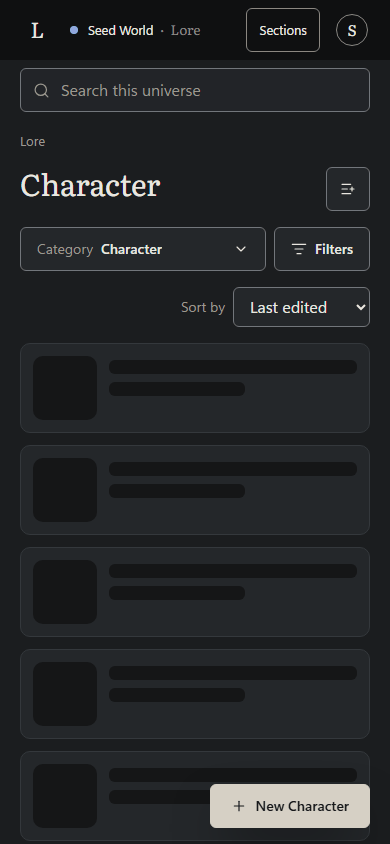 L Seed World · Lore Sections S
Search this universe
Lore
Character
Category Character Filters
Sort by Last edited
New Character